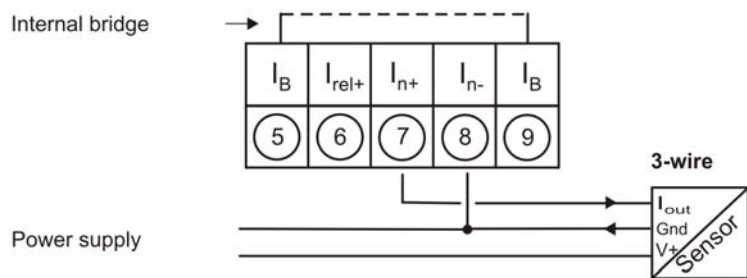 Internal bridge
I_B I_rel+ I_n+ I_n- I_B
5 6 7 8 9
3-wire
I_out
Gnd
V+
Sensor
Power supply